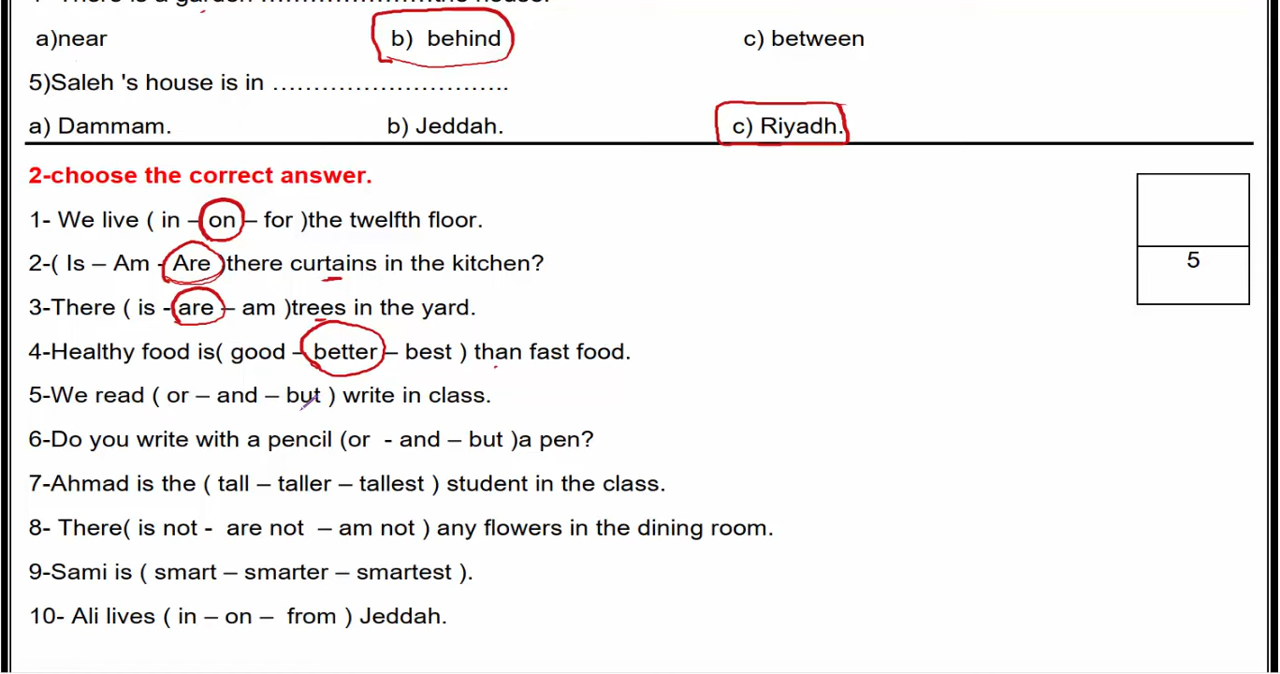 a)near b) behind c) between
5)Saleh 's house is in ………………………..
a) Dammam. b) Jeddah. c) Riyadh.
2-choose the correct answer.
1- We live ( in – on – for )the twelfth floor.
2-( Is – Am - Are )there curtains in the kitchen?
5
3-There ( is - are – am )trees in the yard.
4-Healthy food is( good – better – best ) than fast food.
5-We read ( or – and – but ) write in class.
6-Do you write with a pencil (or - and – but )a pen?
7-Ahmad is the ( tall – taller – tallest ) student in the class.
8- There( is not - are not – am not ) any flowers in the dining room.
9-Sami is ( smart – smarter – smartest ).
10- Ali lives ( in – on – from ) Jeddah.